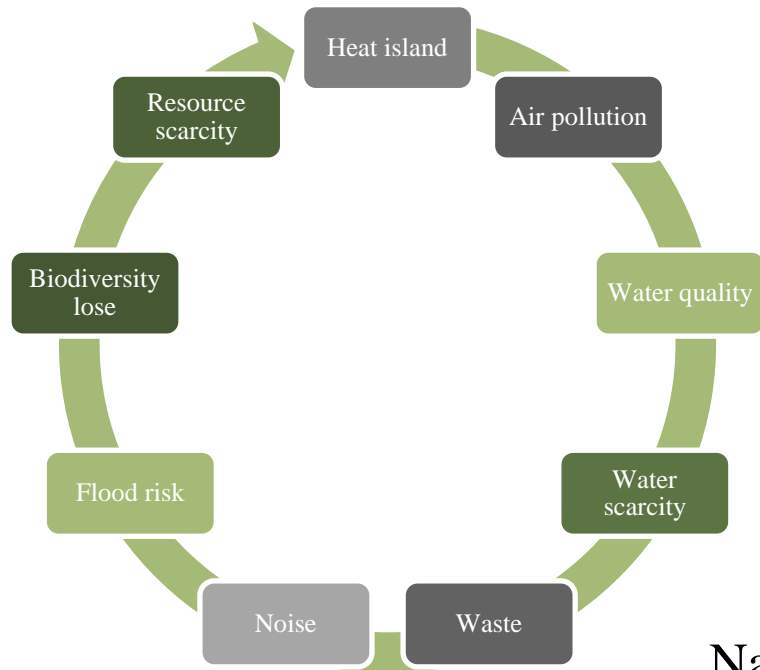 Heat island
Air pollution
Water quality
Water
scarcity
Waste
Noise
Flood risk
Biodiversity
lose
Resource
scarcity